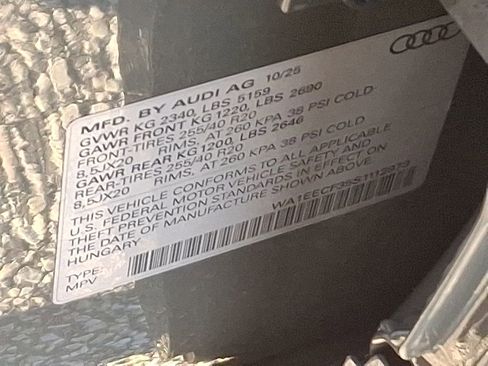 MFD. BY AUDI AG 10/25
GVWR KG 2340, LBS 5159
GAWR FRONT KG 1220, LBS 2690
FRONT-TIRES 255/40 R20
8,5JX20 RIMS, AT 260 KPA 38 PSI COLD
GAWR REAR KG 1200, LBS 2646
REAR-TIRES 255/40 R20
8,5JX20 RIMS, AT 260 KPA 38 PSI COLD
THIS VEHICLE CONFORMS TO ALL APPLICABLE
U.S. FEDERAL MOTOR VEHICLE SAFETY AND
THEFT PREVENTION STANDARDS IN EFFECT ON
THE DATE OF MANUFACTURE SHOWN ABOVE.
HUNGARY
TYPE:
MPV